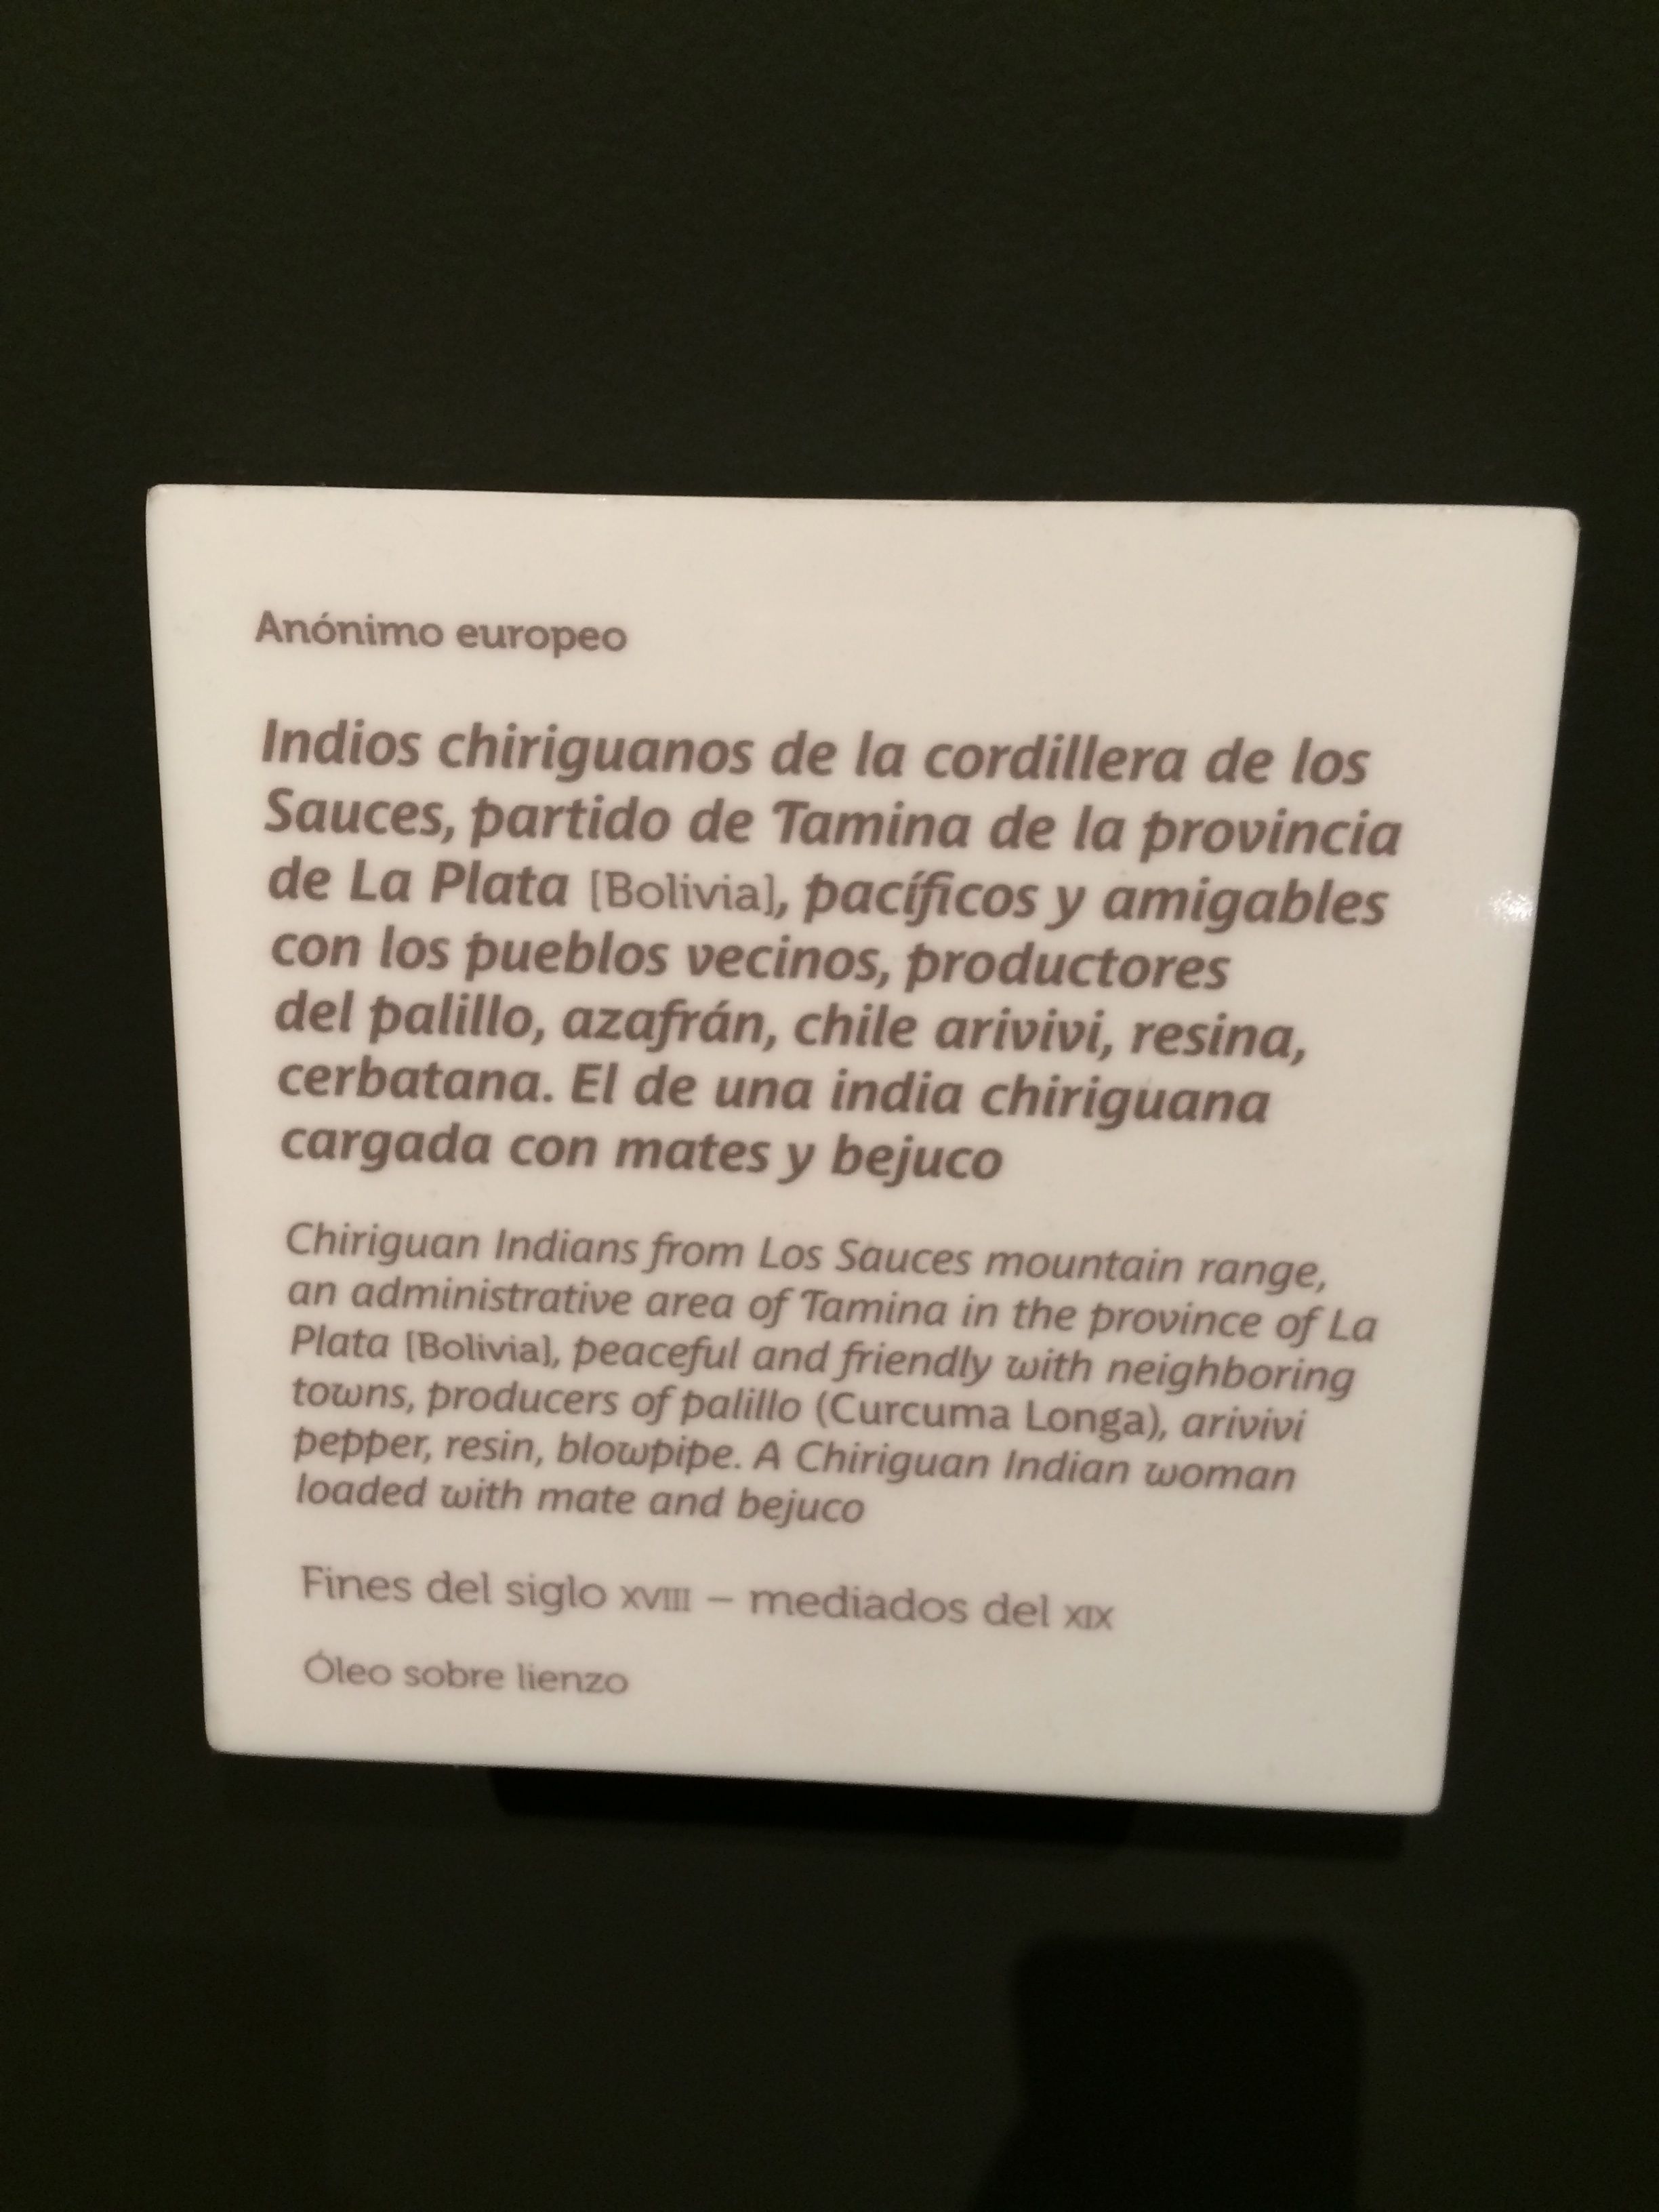 Anónimo europeo
Indios chiriguanos de la cordillera de los
Sauces, partido de Tamina de la provincia
de La Plata [Bolivia], pacíficos y amigables
con los pueblos vecinos, productores
del palillo, azafrán, chile arivivi, resina,
cerbatana. El de una india chiriguana
cargada con mates y bejuco
Chiriguan Indians from Los Sauces mountain range,
an administrative area of Tamina in the province of La
Plata [Bolivia], peaceful and friendly with neighboring
towns, producers of palillo (Curcuma Longa), arivivi
pepper, resin, blowpipe. A Chiriguan Indian woman
loaded with mate and bejuco
Fines del siglo XVIII – mediados del XIX
Óleo sobre lienzo